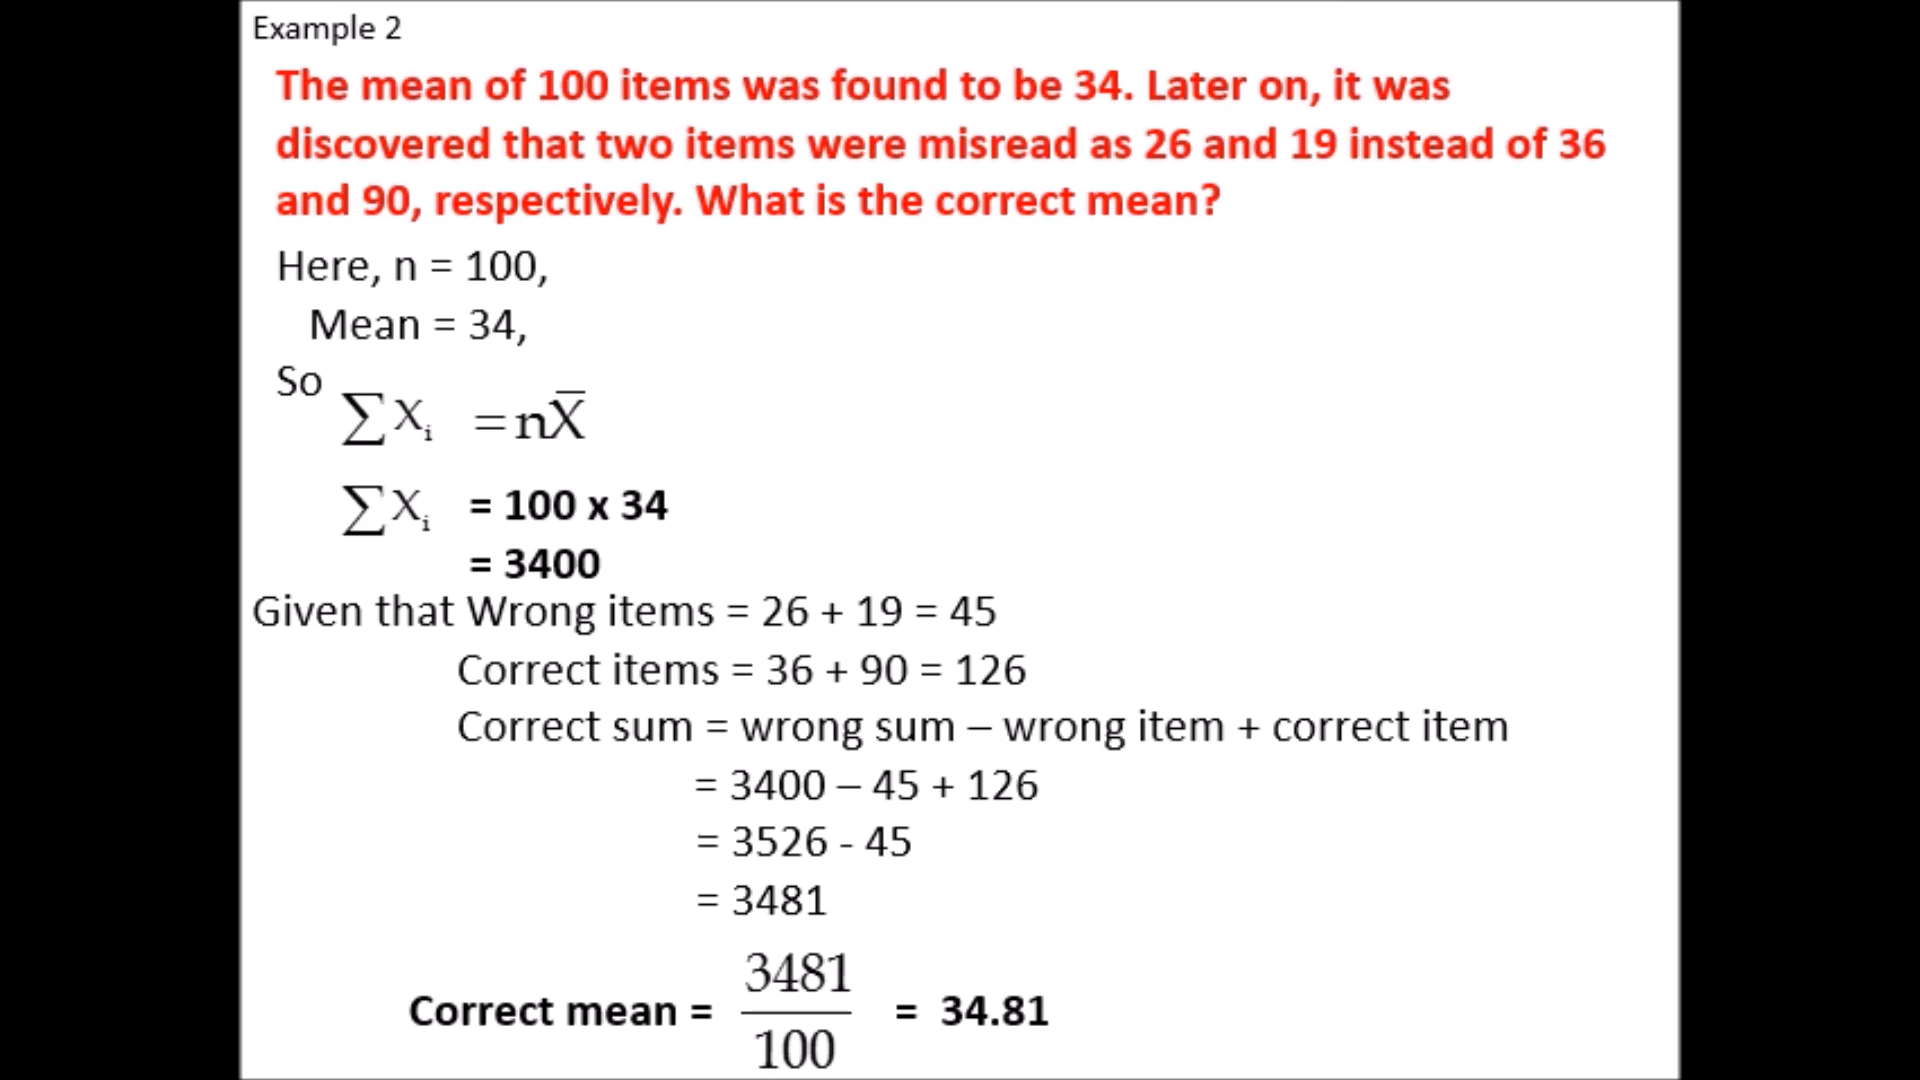 Example 2
The mean of 100 items was found to be 34. Later on, it was
discovered that two items were misread as 26 and 19 instead of 36
and 90, respectively. What is the correct mean?
Here, n = 100,
Mean = 34,
So
∑Xᵢ = nX̅
∑Xᵢ = 100 x 34
= 3400
Given that Wrong items = 26 + 19 = 45
Correct items = 36 + 90 = 126
Correct sum = wrong sum – wrong item + correct item
= 3400 – 45 + 126
= 3526 - 45
= 3481
Correct mean = 3481/100 = 34.81